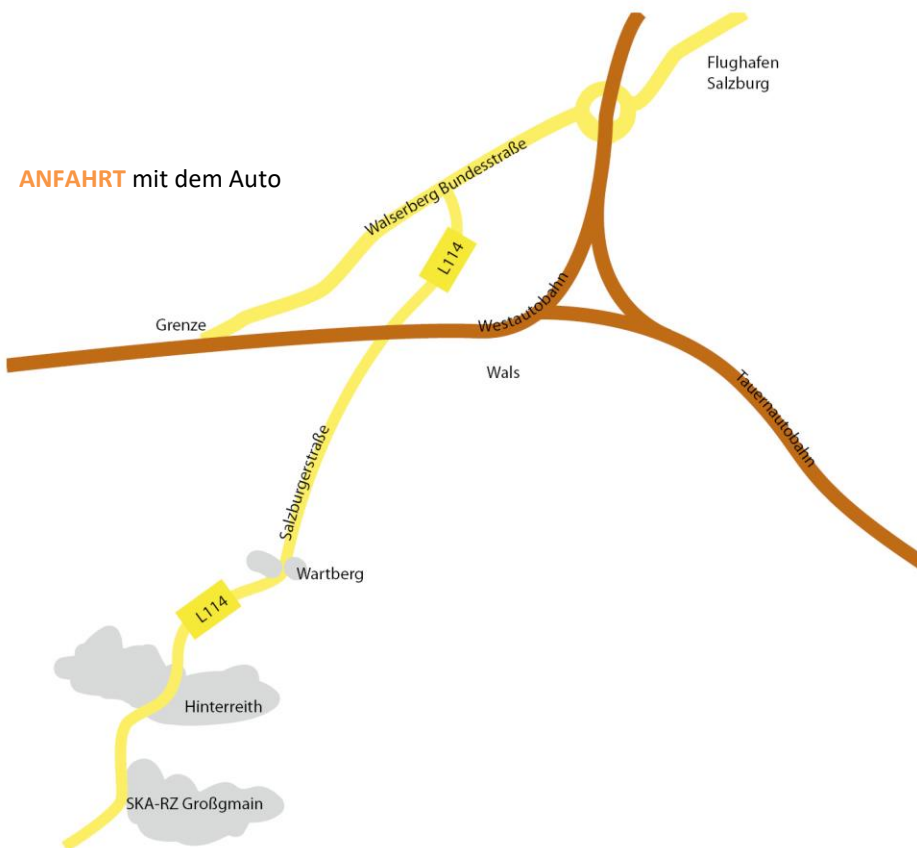 Flughafen
Salzburg
ANFAHRT mit dem Auto
Walserberg Bundesstraße
L114
Grenze
Westautobahn
Wals
Tauernautobahn
Salzburgerstraße
Wartberg
L114
Hinterreith
SKA-RZ Großgmain